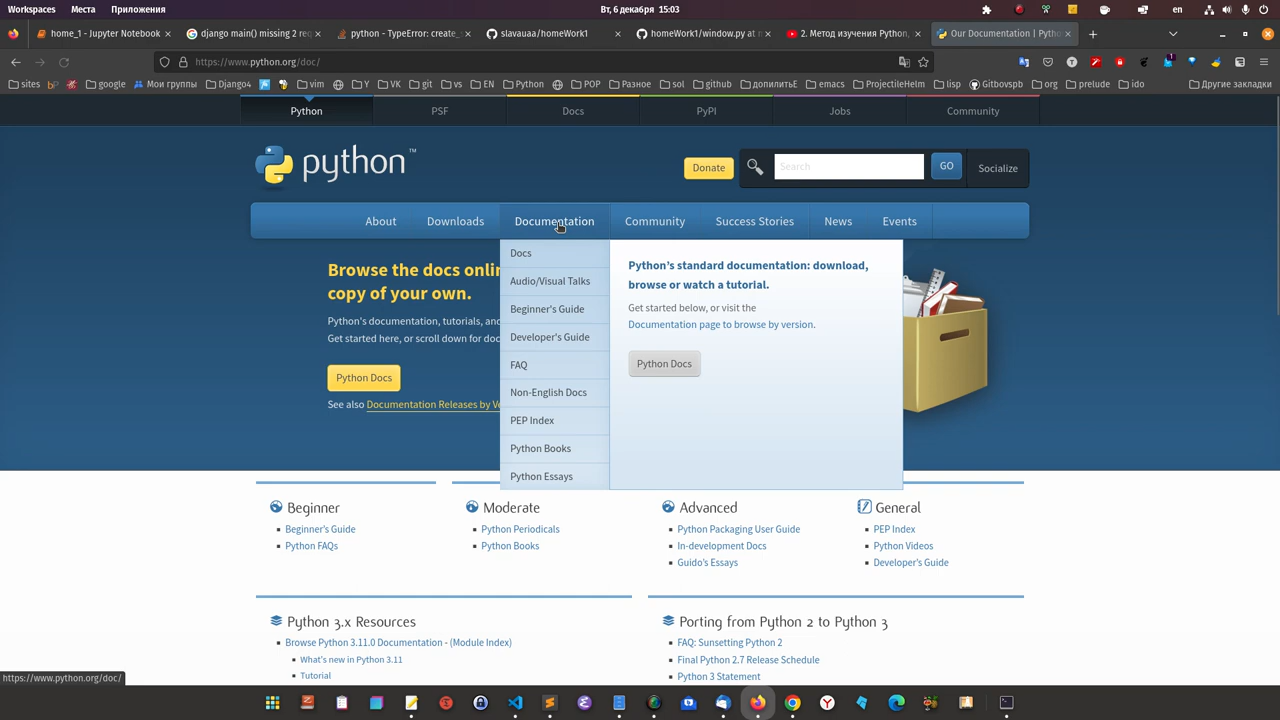 Workspaces Места Приложения Вт, 6 декабря 15:03 en
home_1 - Jupyter Notebook
django main() missing 2 req
python - TypeError: create_
slavauaa/homeWork1
homeWork1/window.py at m
2. Метод изучения Python,
Our Documentation | Pytho
https://www.python.org/doc/
sites google Мои группы Django4 vim Y VK git vs EN Python POP Разное sol github допилитьЕ emacs ProjectileHelm lisp Gitbovspb org prelude ido Другие закладки
Python PSF Docs PyPI Jobs Community
python™
Donate Search GO Socialize
About Downloads Documentation Community Success Stories News Events
Browse the docs onlin
copy of your own.
Python's documentation, tutorials, and
Get started here, or scroll down for doc
Python Docs
See also Documentation Releases by Ve
Docs
Audio/Visual Talks
Beginner's Guide
Developer's Guide
FAQ
Non-English Docs
PEP Index
Python Books
Python Essays
Python’s standard documentation: download,
browse or watch a tutorial.
Get started below, or visit the
Documentation page to browse by version.
Python Docs
Beginner
Beginner’s Guide
Python FAQs
Moderate
Python Periodicals
Python Books
Advanced
Python Packaging User Guide
In-development Docs
Guido’s Essays
General
PEP Index
Python Videos
Developer’s Guide
Python 3.x Resources
Browse Python 3.11.0 Documentation - (Module Index)
What’s new in Python 3.11
Tutorial
Porting from Python 2 to Python 3
FAQ: Sunsetting Python 2
Final Python 2.7 Release Schedule
Python 3 Statement
https://www.python.org/doc/